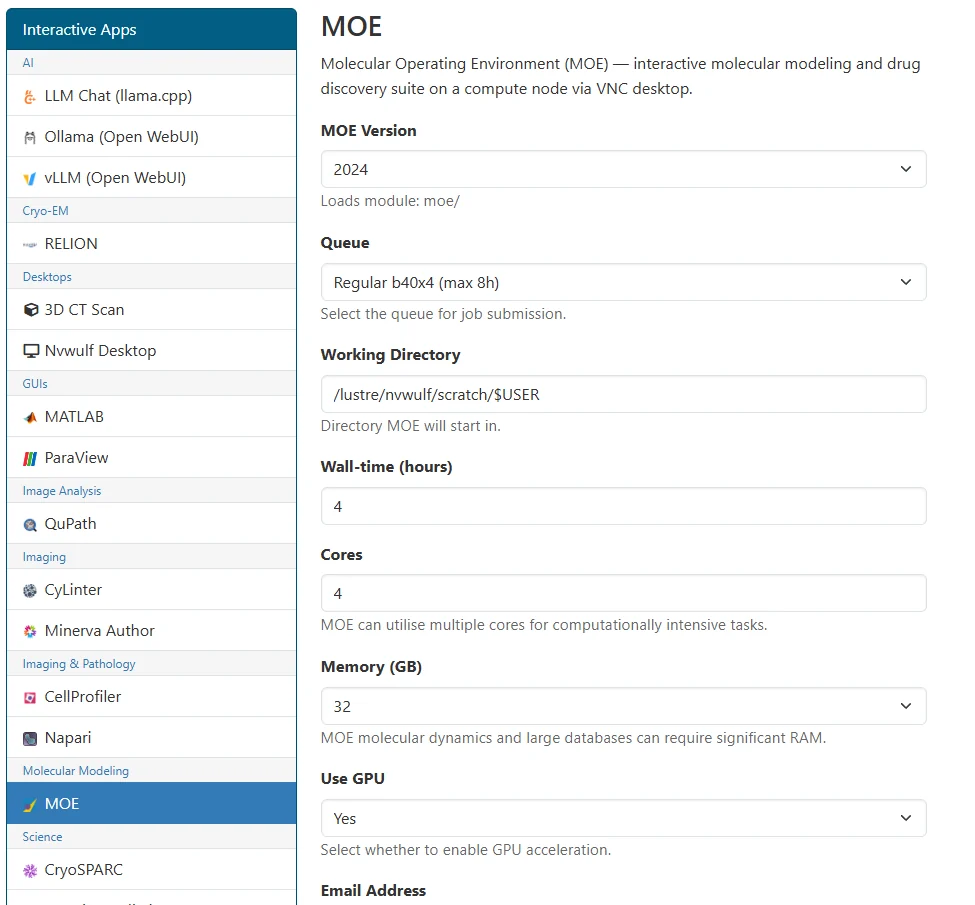 Interactive Apps
AI
LLM Chat (llama.cpp)
Ollama (Open WebUI)
vLLM (Open WebUI)
Cryo-EM
RELION
Desktops
3D CT Scan
Nvwulf Desktop
GUIs
MATLAB
ParaView
Image Analysis
QuPath
Imaging
CyLinter
Minerva Author
Imaging & Pathology
CellProfiler
Napari
Molecular Modeling
MOE
Science
CryoSPARC
MOE
Molecular Operating Environment (MOE) — interactive molecular modeling and drug
discovery suite on a compute node via VNC desktop.
MOE Version
2024
Loads module: moe/
Queue
Regular b40x4 (max 8h)
Select the queue for job submission.
Working Directory
/lustre/nvwulf/scratch/$USER
Directory MOE will start in.
Wall-time (hours)
4
Cores
4
MOE can utilise multiple cores for computationally intensive tasks.
Memory (GB)
32
MOE molecular dynamics and large databases can require significant RAM.
Use GPU
Yes
Select whether to enable GPU acceleration.
Email Address